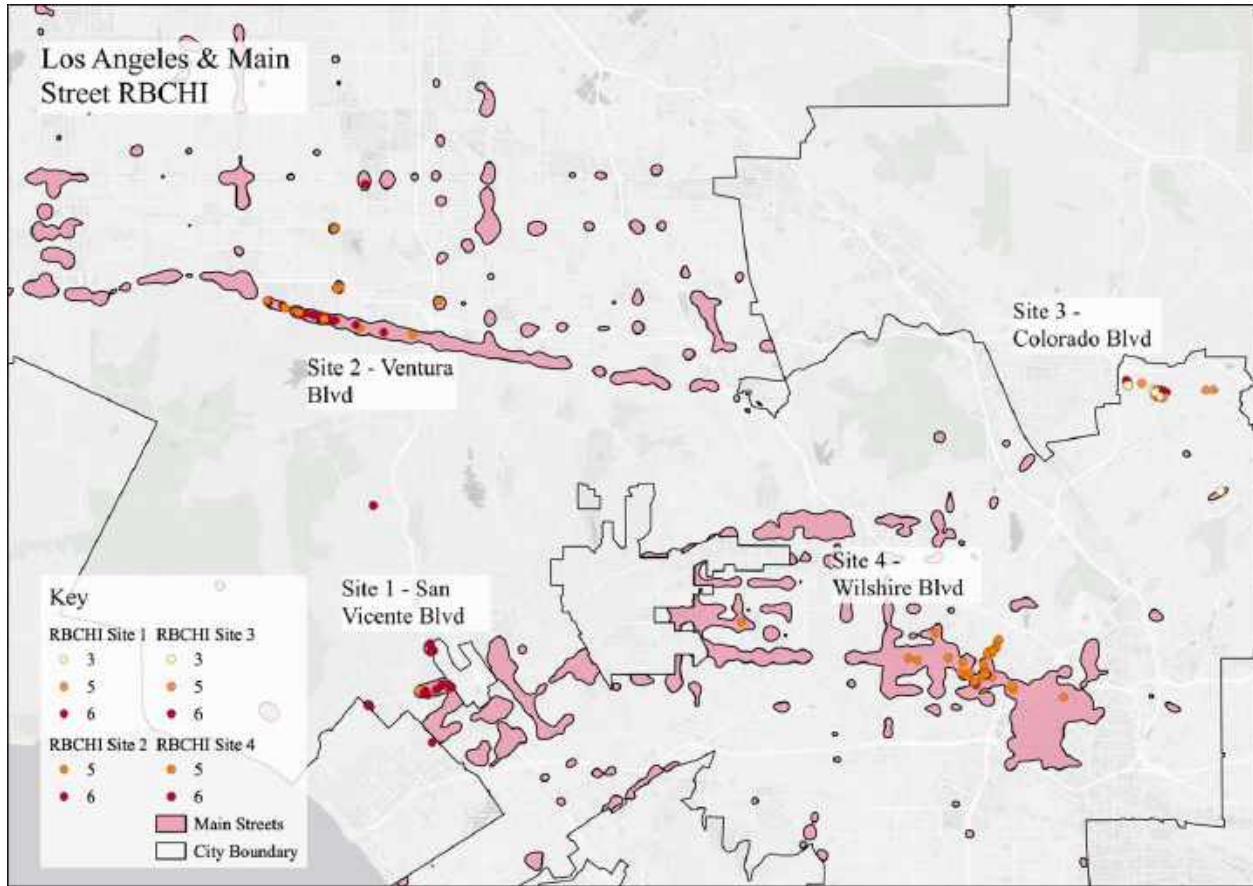 Los Angeles & Main
Street RBCHI
Site 3 -
Colorado Blvd
Site 2 - Ventura
Blvd
Site 4 -
Wilshire Blvd
Site 1 - San
Vicente Blvd
Key
RBCHI Site 1 RBCHI Site 3
3 3
5 5
6 6
RBCHI Site 2 RBCHI Site 4
5 5
6 6
Main Streets
City Boundary